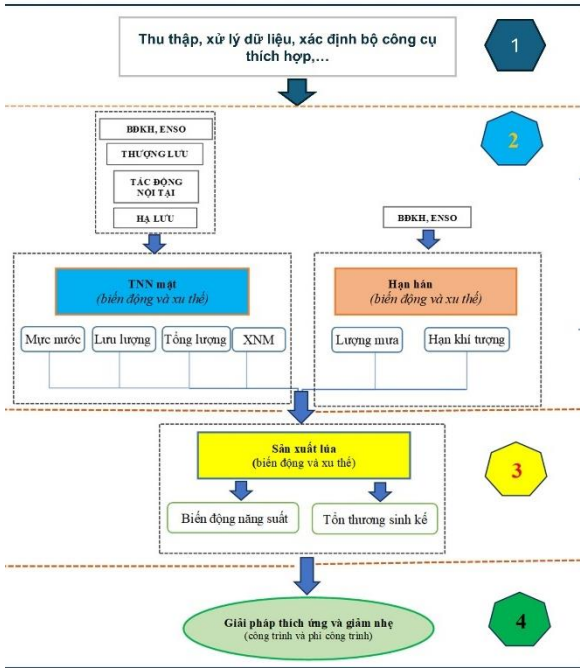 Thu thập, xử lý dữ liệu, xác định bộ công cụ
thích hợp,...
1
2
BĐKH, ENSO
THƯỢNG LƯU
TÁC ĐỘNG
NỘI TẠI
HẠ LƯU
BĐKH, ENSO
TNN mặt
(biến động và xu thế)
Hạn hán
(biến động và xu thế)
Mực nước
Lưu lượng
Tổng lượng
XNM
Lượng mưa
Hạn khí tượng
Sản xuất lúa
(biến động và xu thế)
3
Biến động năng suất
Tổn thương sinh kế
Giải pháp thích ứng và giảm nhẹ
(công trình và phi công trình)
4